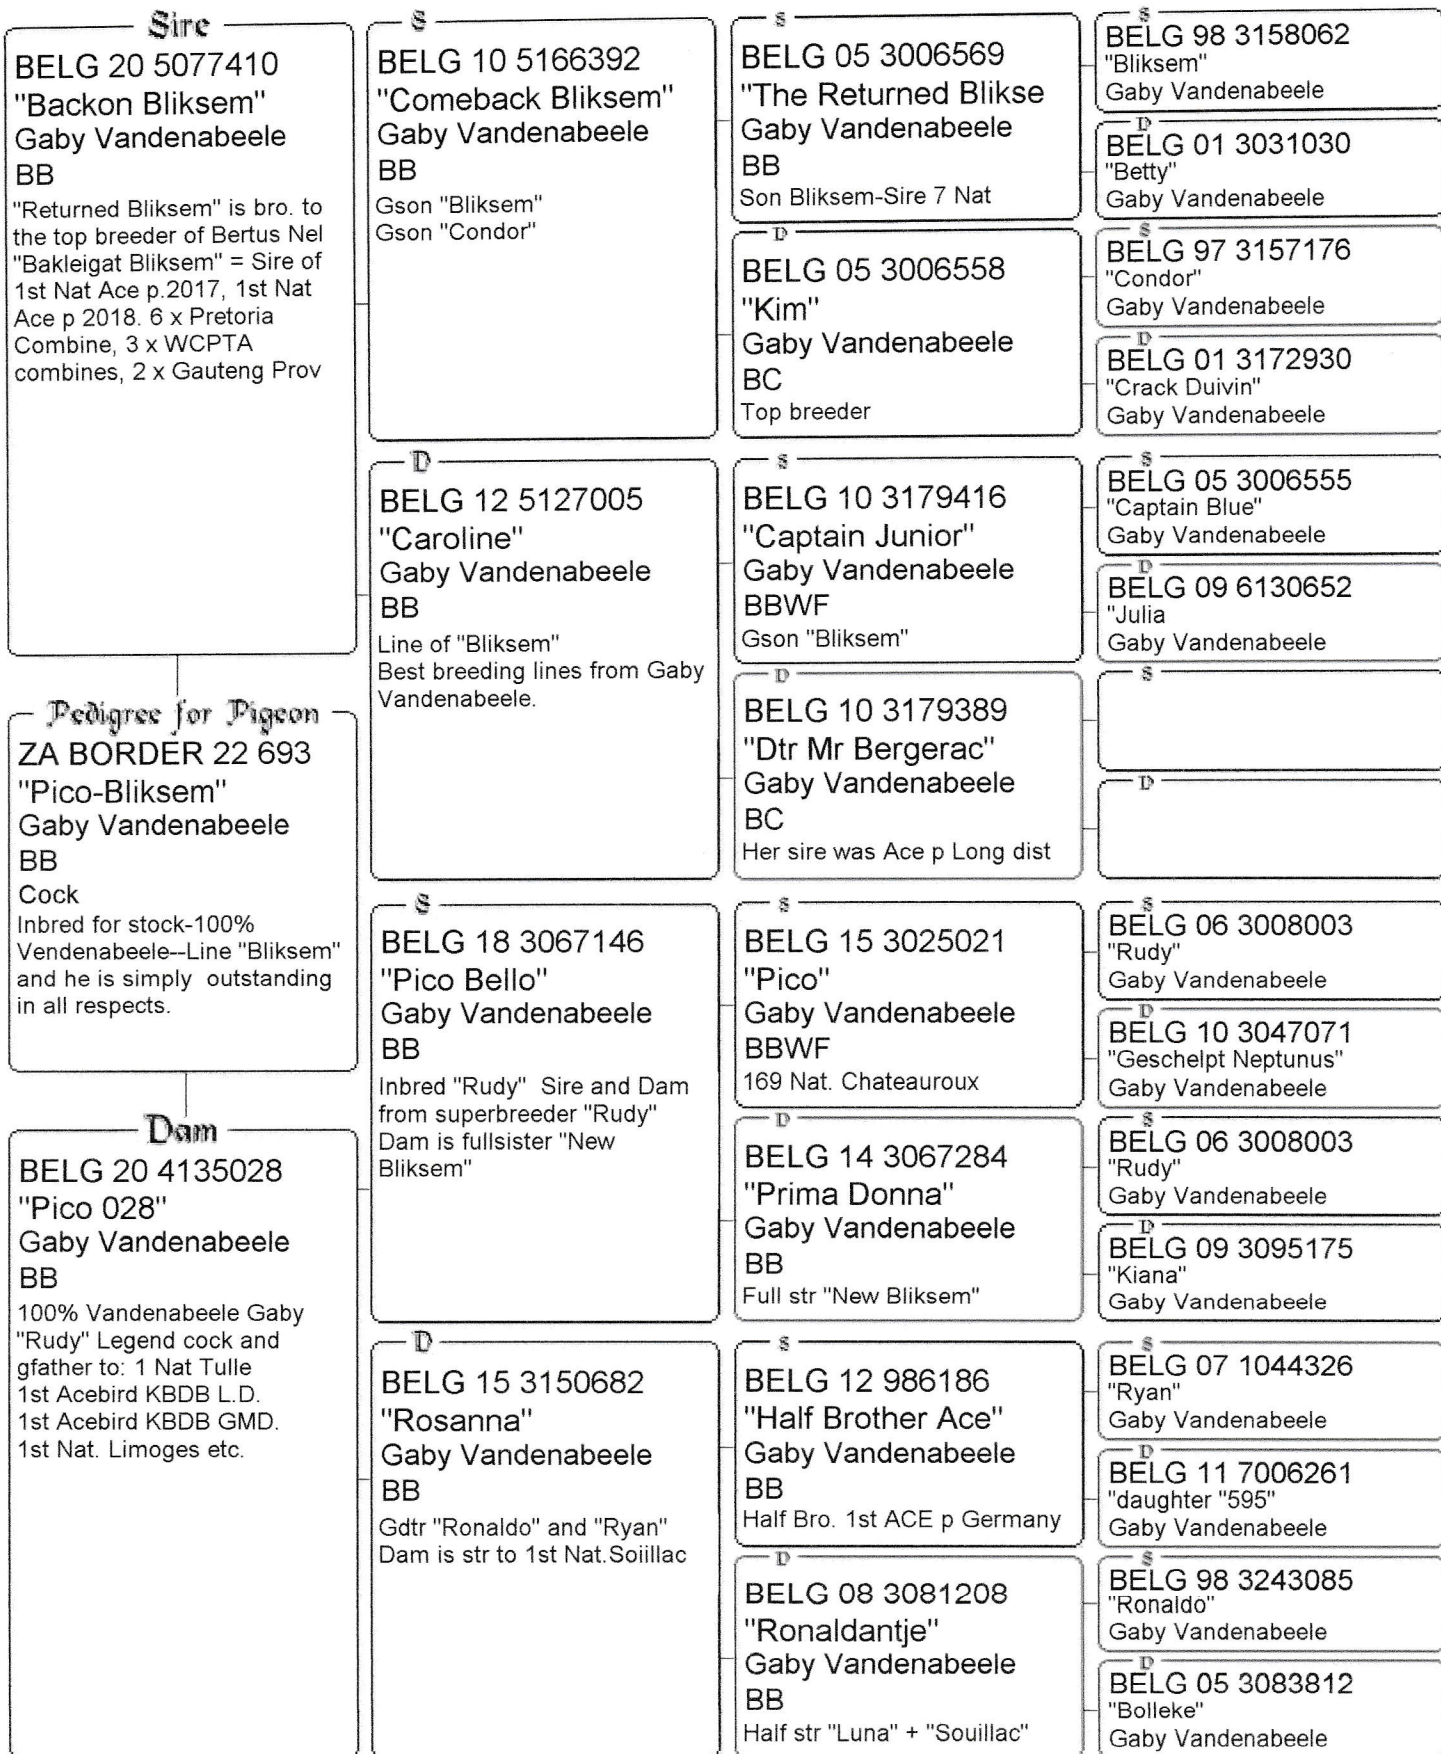 Sire
BELG 20 5077410
"Backon Bliksem"
Gaby Vandenabeele
BB
"Returned Bliksem" is bro. to
the top breeder of Bertus Nel
"Bakleigat Bliksem" = Sire of
1st Nat Ace p.2017, 1st Nat
Ace p 2018. 6 x Pretoria
Combine, 3 x WCPTA
combines, 2 x Gauteng Prov
Pedigree for Pigeon
ZA BORDER 22 693
"Pico-Bliksem"
Gaby Vandenabeele
BB
Cock
Inbred for stock-100%
Vendenabeele--Line "Bliksem"
and he is simply outstanding
in all respects.
Dam
BELG 20 4135028
"Pico 028"
Gaby Vandenabeele
BB
100% Vandenabeele Gaby
"Rudy" Legend cock and
gfather to: 1 Nat Tulle
1st Acebird KBDB L.D.
1st Acebird KBDB GMD.
1st Nat. Limoges etc.
S
BELG 10 5166392
"Comeback Bliksem"
Gaby Vandenabeele
BB
Gson "Bliksem"
Gson "Condor"
D
BELG 12 5127005
"Caroline"
Gaby Vandenabeele
BB
Line of "Bliksem"
Best breeding lines from Gaby
Vandenabeele.
S
BELG 18 3067146
"Pico Bello"
Gaby Vandenabeele
BB
Inbred "Rudy" Sire and Dam
from superbreeder "Rudy"
Dam is fullsister "New
Bliksem"
D
BELG 15 3150682
"Rosanna"
Gaby Vandenabeele
BB
Gdtr "Ronaldo" and "Ryan"
Dam is str to 1st Nat.Soiillac
S
BELG 05 3006569
"The Returned Blikse
Gaby Vandenabeele
BB
Son Bliksem-Sire 7 Nat
D
BELG 05 3006558
"Kim"
Gaby Vandenabeele
BC
Top breeder
S
BELG 10 3179416
"Captain Junior"
Gaby Vandenabeele
BBWF
Gson "Bliksem"
D
BELG 10 3179389
"Dtr Mr Bergerac"
Gaby Vandenabeele
BC
Her sire was Ace p Long dist
S
BELG 15 3025021
"Pico"
Gaby Vandenabeele
BBWF
169 Nat. Chateauroux
D
BELG 14 3067284
"Prima Donna"
Gaby Vandenabeele
BB
Full str "New Bliksem"
S
BELG 12 986186
"Half Brother Ace"
Gaby Vandenabeele
BB
Half Bro. 1st ACE p Germany
D
BELG 08 3081208
"Ronaldantje"
Gaby Vandenabeele
BB
Half str "Luna" + "Souillac"
S
BELG 98 3158062
"Bliksem"
Gaby Vandenabeele
D
BELG 01 3031030
"Betty"
Gaby Vandenabeele
S
BELG 97 3157176
"Condor"
Gaby Vandenabeele
D
BELG 01 3172930
"Crack Duivin"
Gaby Vandenabeele
S
BELG 05 3006555
"Captain Blue"
Gaby Vandenabeele
D
BELG 09 6130652
"Julia
Gaby Vandenabeele
S
D
S
BELG 06 3008003
"Rudy"
Gaby Vandenabeele
D
BELG 10 3047071
"Geschelpt Neptunus"
Gaby Vandenabeele
S
BELG 06 3008003
"Rudy"
Gaby Vandenabeele
D
BELG 09 3095175
"Kiana"
Gaby Vandenabeele
S
BELG 07 1044326
"Ryan"
Gaby Vandenabeele
D
BELG 11 7006261
"daughter "595"
Gaby Vandenabeele
S
BELG 98 3243085
"Ronaldo"
Gaby Vandenabeele
D
BELG 05 3083812
"Bolleke"
Gaby Vandenabeele